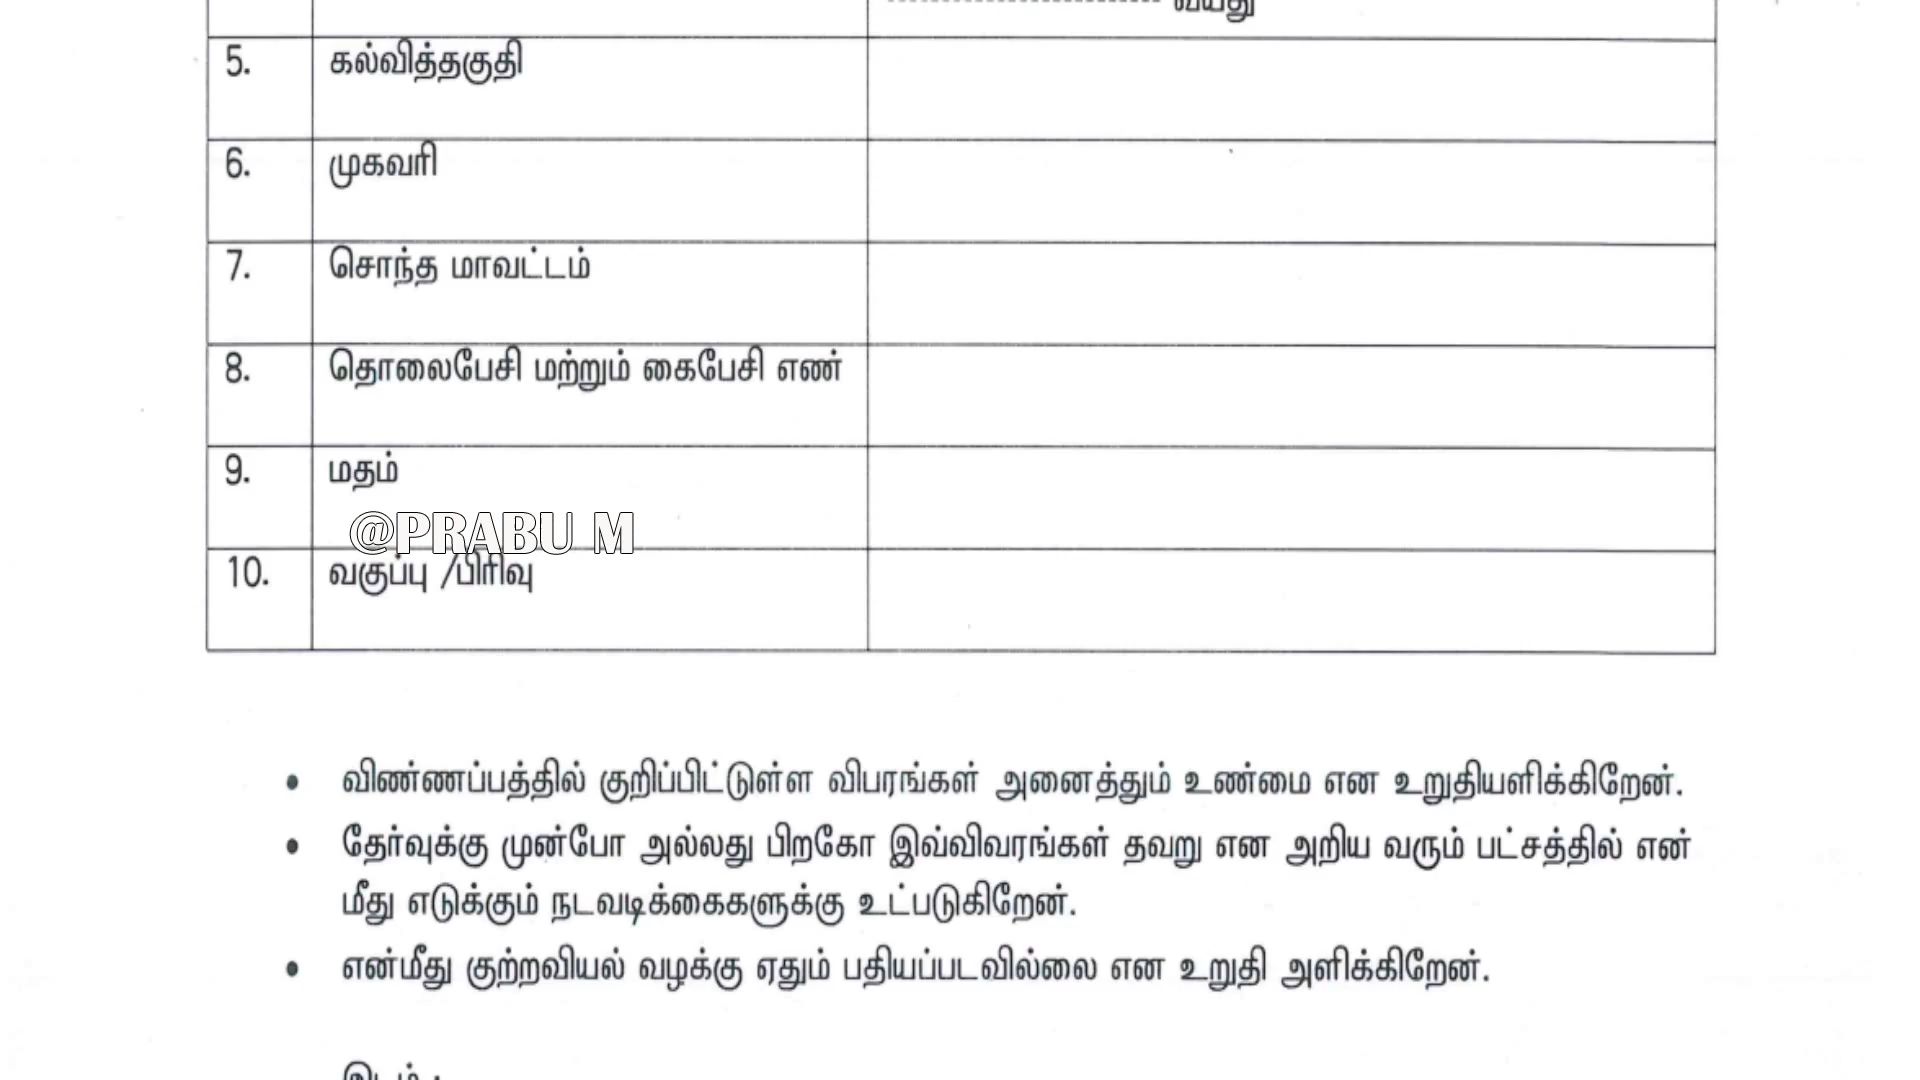 வயது
5. கல்வித்தகுதி
6. முகவரி
7. சொந்த மாவட்டம்
8. தொலைபேசி மற்றும் கைபேசி எண்
9. மதம்
@PRABU M
10. வகுப்பு /பிரிவு
• விண்ணப்பத்தில் குறிப்பிட்டுள்ள விபரங்கள் அனைத்தும் உண்மை என உறுதியளிக்கிறேன்.
• தேர்வுக்கு முன்போ அல்லது பிறகோ இவ்விவரங்கள் தவறு என அறிய வரும் பட்சத்தில் என்
மீது எடுக்கும் நடவடிக்கைகளுக்கு உட்படுகிறேன்.
• என்மீது குற்றவியல் வழக்கு ஏதும் பதியப்படவில்லை என உறுதி அளிக்கிறேன்.
இடம் :